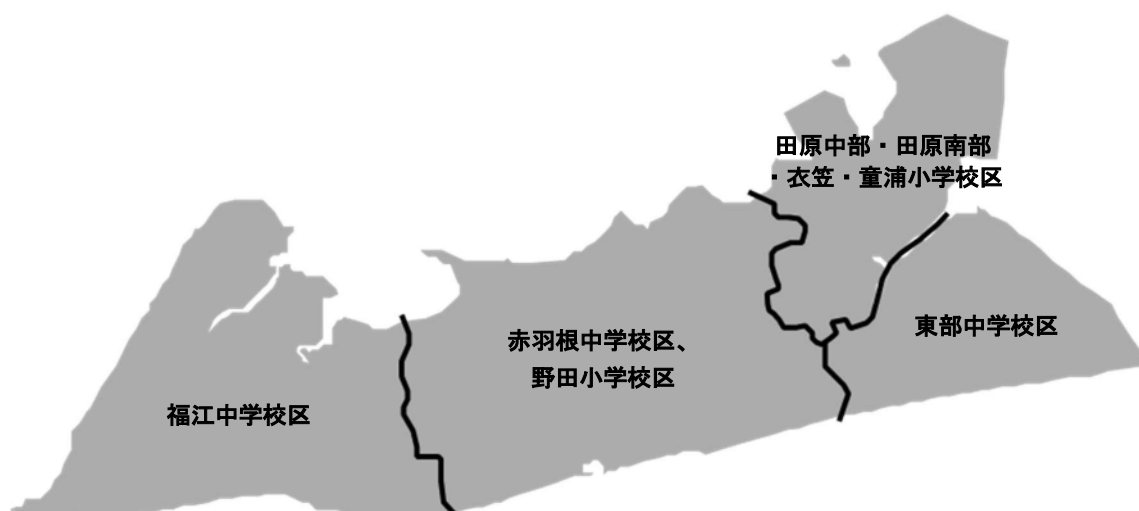 田原中部・田原南部
・衣笠・童浦小学校区
赤羽根中学校区、
野田小学校区
東部中学校区
福江中学校区